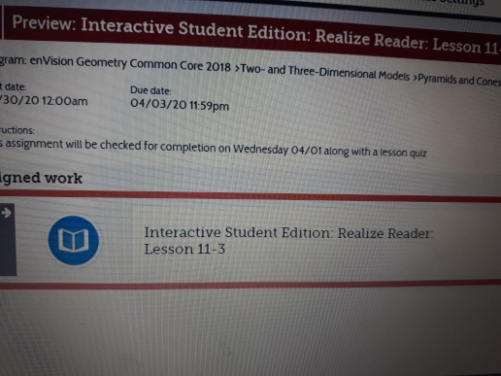 Settings
Preview: Interactive Student Edition: Realize Reader: Lesson 11-
gram: enVision Geometry Common Core 2018 >Two- and Three-Dimensional Models >Pyramids and Cones
t date:
Due date:
/30/20 12:00am
04/03/20 11:59pm
ructions:
s assignment will be checked for completion on Wednesday 04/01 along with a lesson quiz
igned work
Interactive Student Edition: Realize Reader:
Lesson 11-3